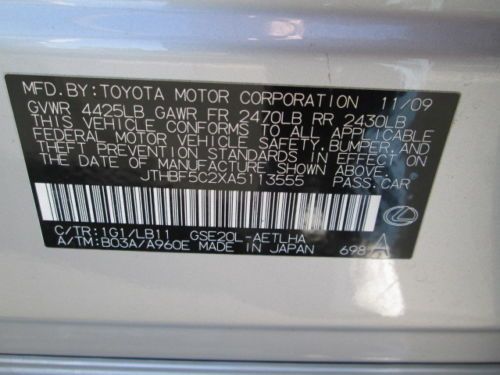 MFD.BY:TOYOTA MOTOR CORPORATION 11/09
GVWR 4425LB GAWR FR 2470LB RR 2430LB
THIS VEHICLE CONFORMS TO ALL APPLICABLE
FEDERAL MOTOR VEHICLE SAFETY, BUMPER, AND
THEFT PREVENTION STANDARDS IN EFFECT ON
THE DATE OF MANUFACTURE SHOWN ABOVE.
JTHBF5C2XA5113555 PASS.CAR
C/TR:1G1/LB11 GSE20L-AETLHA
A/TM:B03A/A960E MADE IN JAPAN 698 A